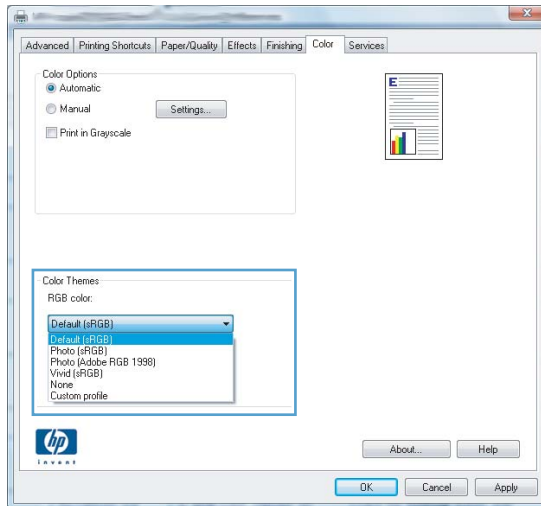 Advanced Printing Shortcuts Paper/Quality Effects Finishing Color Services
Color Options
Automatic
Manual
Settings...
Print in Grayscale
E
Color Themes
RGB color:
Default (sRGB)
Default (sRGB)
Photo (sRGB)
Photo (Adobe RGB 1998)
Vivid (sRGB)
None
Custom profile
hp
invent
About... Help
OK Cancel Apply